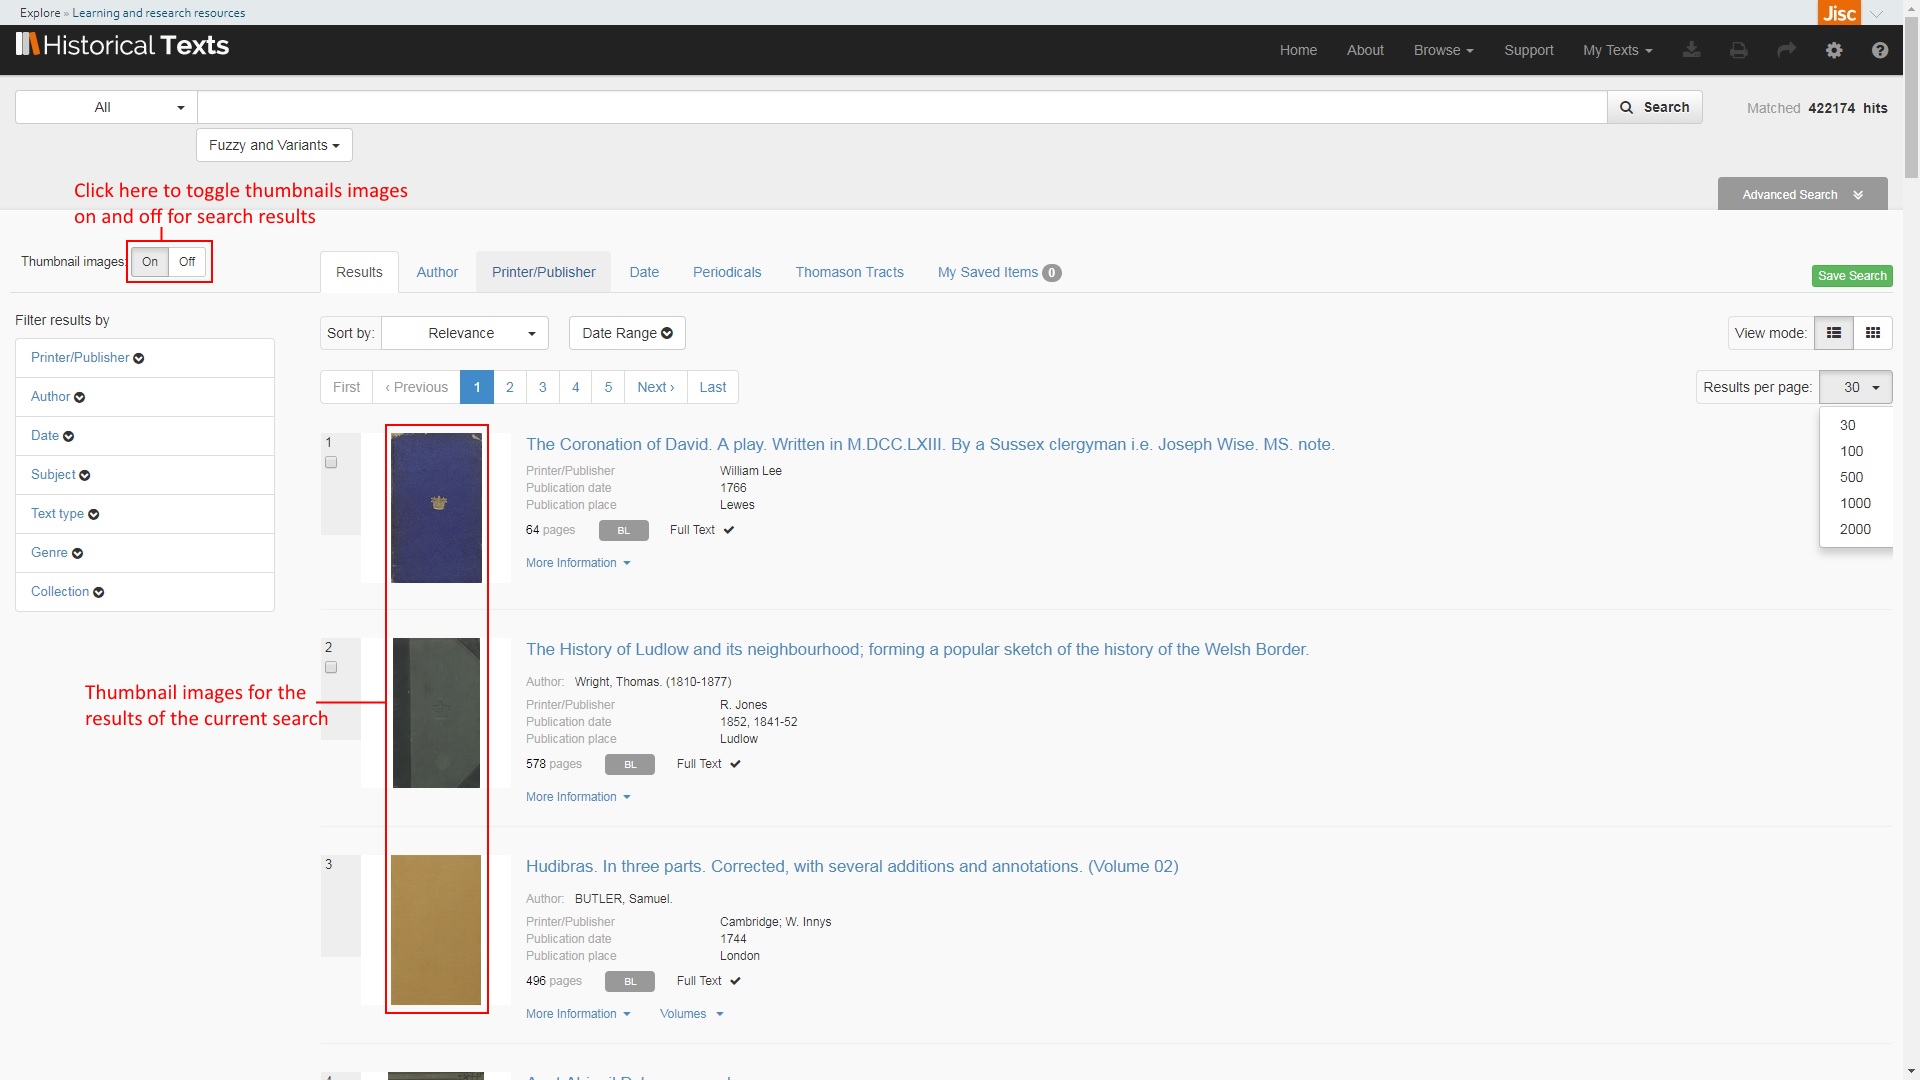 Explore » Learning and research resources
Jisc
Historical Texts
Home About Browse Support My Texts
All Search Matched 422174 hits
Fuzzy and Variants
Click here to toggle thumbnails images
on and off for search results
Advanced Search
Thumbnail images: On Off
Results Author Printer/Publisher Date Periodicals Thomason Tracts My Saved Items 0
Save Search
Filter results by
Printer/Publisher
Author
Date
Subject
Text type
Genre
Collection
Sort by: Relevance Date Range View mode:
First ‹ Previous 1 2 3 4 5 Next › Last Results per page: 30
30
100
500
1000
2000
1
The Coronation of David. A play. Written in M.DCC.LXIII. By a Sussex clergyman i.e. Joseph Wise. MS. note.
Printer/Publisher William Lee
Publication date 1766
Publication place Lewes
64 pages BL Full Text
More Information
2
The History of Ludlow and its neighbourhood; forming a popular sketch of the history of the Welsh Border.
Author: Wright, Thomas. (1810-1877)
Printer/Publisher R. Jones
Publication date 1852, 1841-52
Publication place Ludlow
578 pages BL Full Text
More Information
Thumbnail images for the
results of the current search
3
Hudibras. In three parts. Corrected, with several additions and annotations. (Volume 02)
Author: BUTLER, Samuel.
Printer/Publisher Cambridge; W. Innys
Publication date 1744
Publication place London
496 pages BL Full Text
More Information Volumes